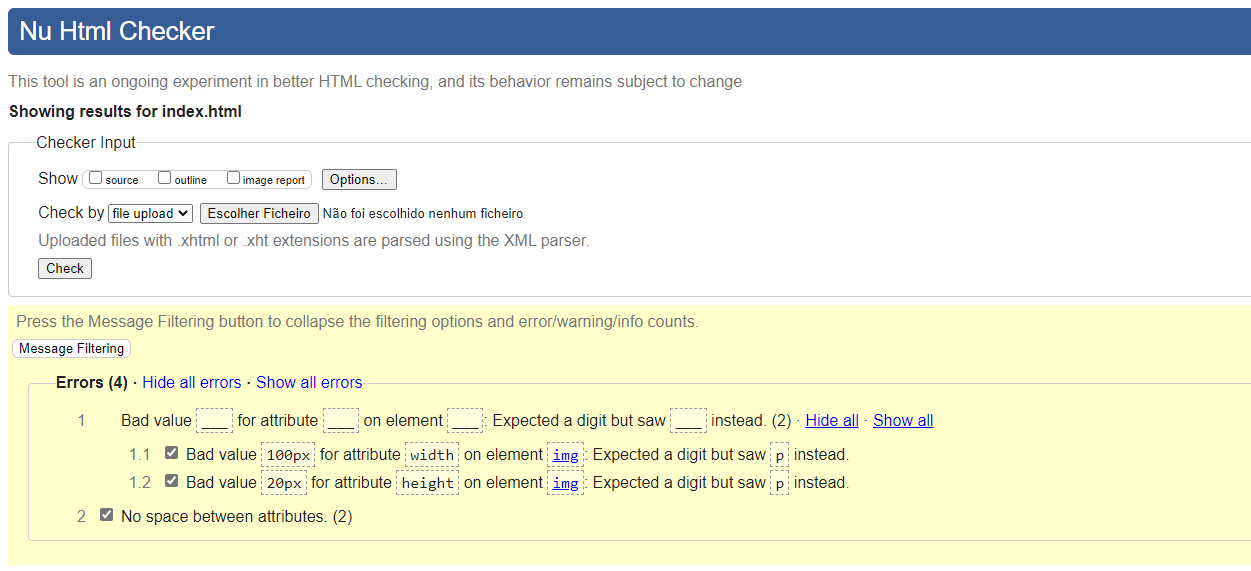 Nu Html Checker
This tool is an ongoing experiment in better HTML checking, and its behavior remains subject to change
Showing results for index.html
Checker Input
Show source outline image report Options...
Check by file upload Escolher Ficheiro Não foi escolhido nenhum ficheiro
Uploaded files with .xhtml or .xht extensions are parsed using the XML parser.
Check
Press the Message Filtering button to collapse the filtering options and error/warning/info counts.
Message Filtering
Errors (4) · Hide all errors · Show all errors
1 Bad value ___ for attribute ___ on element ___: Expected a digit but saw ___ instead. (2) · Hide all · Show all
1.1 Bad value 100px for attribute width on element img: Expected a digit but saw p instead.
1.2 Bad value 20px for attribute height on element img: Expected a digit but saw p instead.
2 No space between attributes. (2)